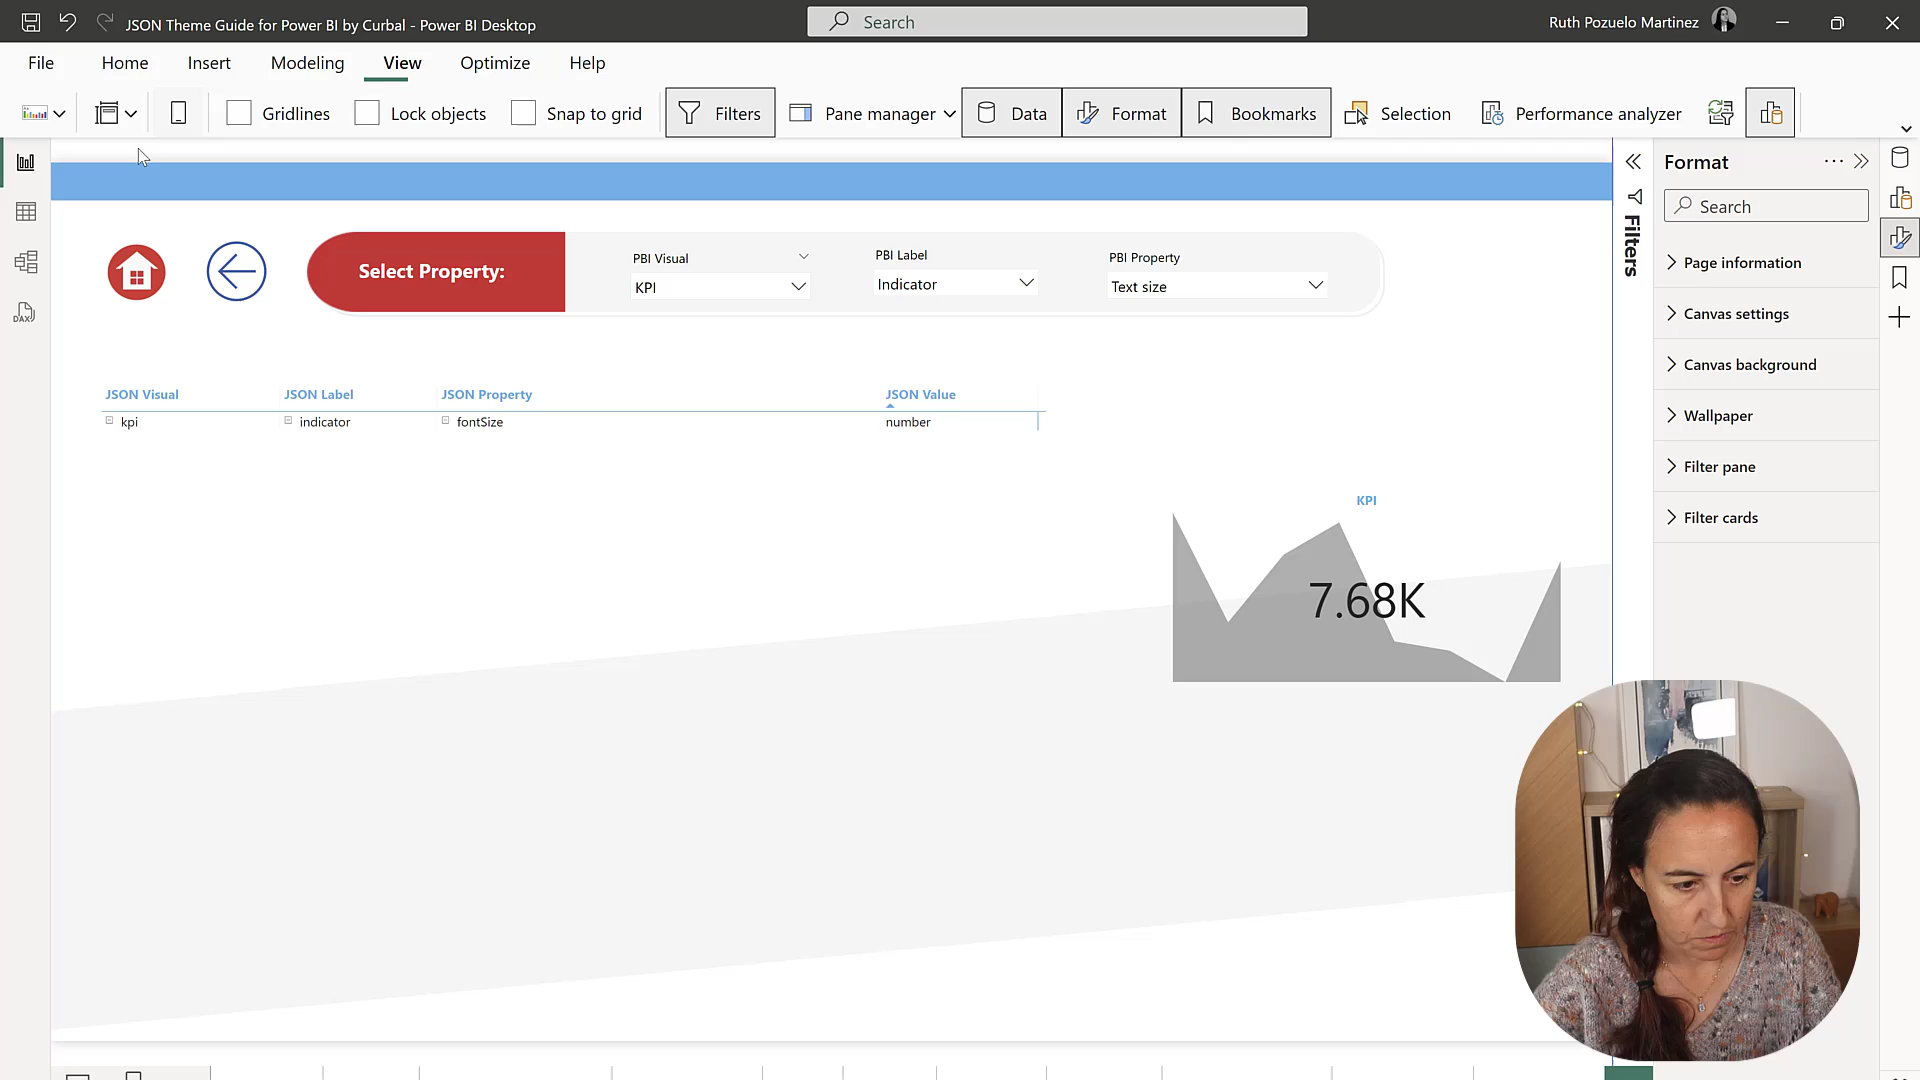 JSON Theme Guide for Power BI by Curbal - Power BI Desktop
Search
Ruth Pozuelo Martinez
File
Home
Insert
Modeling
View
Optimize
Help
Gridlines
Lock objects
Snap to grid
Filters
Pane manager
Data
Format
Bookmarks
Selection
Performance analyzer
Select Property:
PBI Visual
KPI
PBI Label
Indicator
PBI Property
Text size
JSON Visual
JSON Label
JSON Property
JSON Value
kpi
indicator
fontSize
number
KPI
7.68K
Filters
Format
Search
Page information
Canvas settings
Canvas background
Wallpaper
Filter pane
Filter cards
DAX